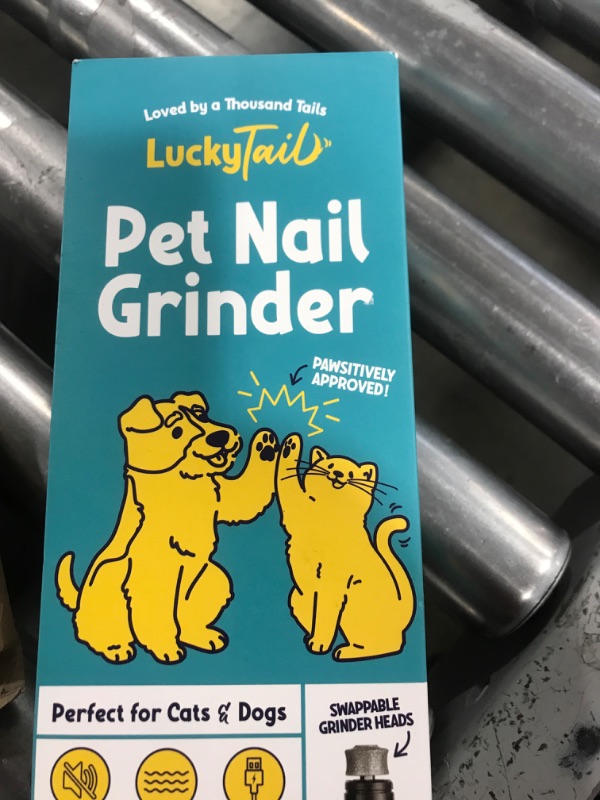 Loved by a Thousand Tails
LuckyTail
Pet Nail
Grinder
PAWSITIVELY
APPROVED!
Perfect for Cats & Dogs
SWAPPABLE
GRINDER HEADS